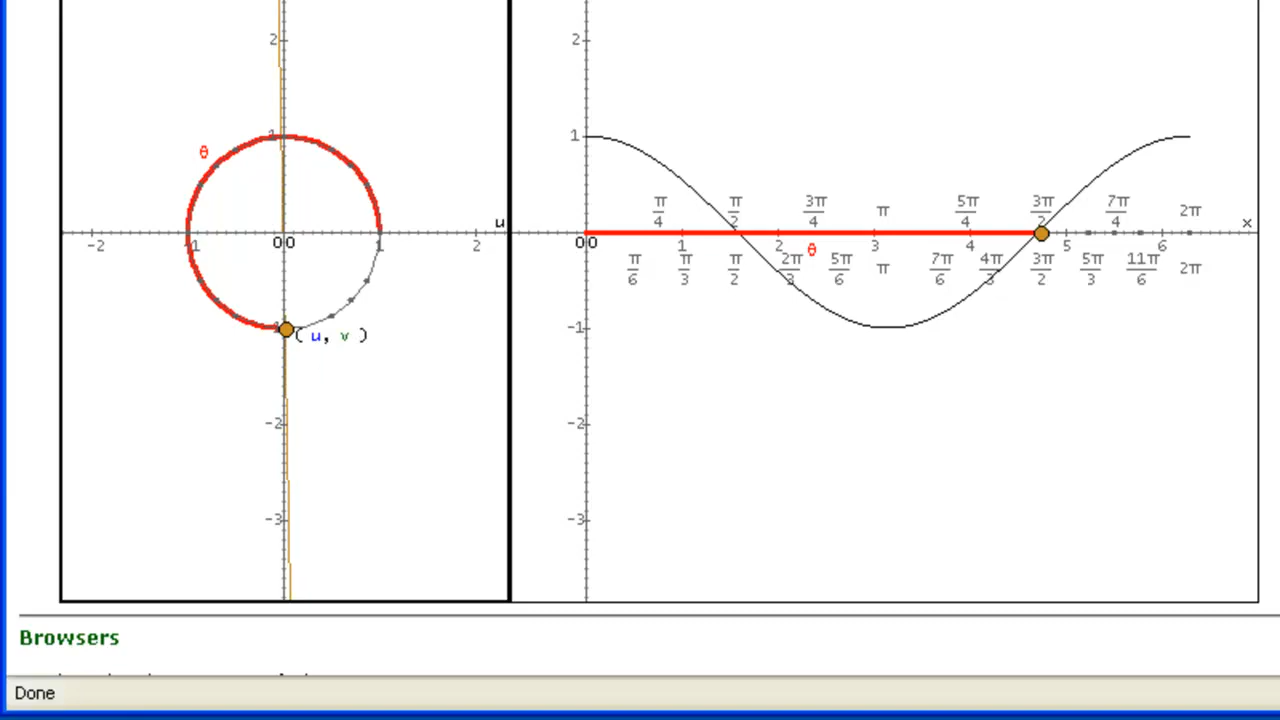 2
1
θ
u
-2
-1
0
0
1
2
1
( u, v )
-2
-3
2
1
π/4
π/2
3π/4
π
5π/4
3π/2
7π/4
2π
x
0
0
1
2
θ
3
4
5
6
π/6
π/3
π/2
2π/3
5π/6
π
7π/6
4π/3
3π/2
5π/3
11π/6
2π
-1
-2
-3
Browsers
Done